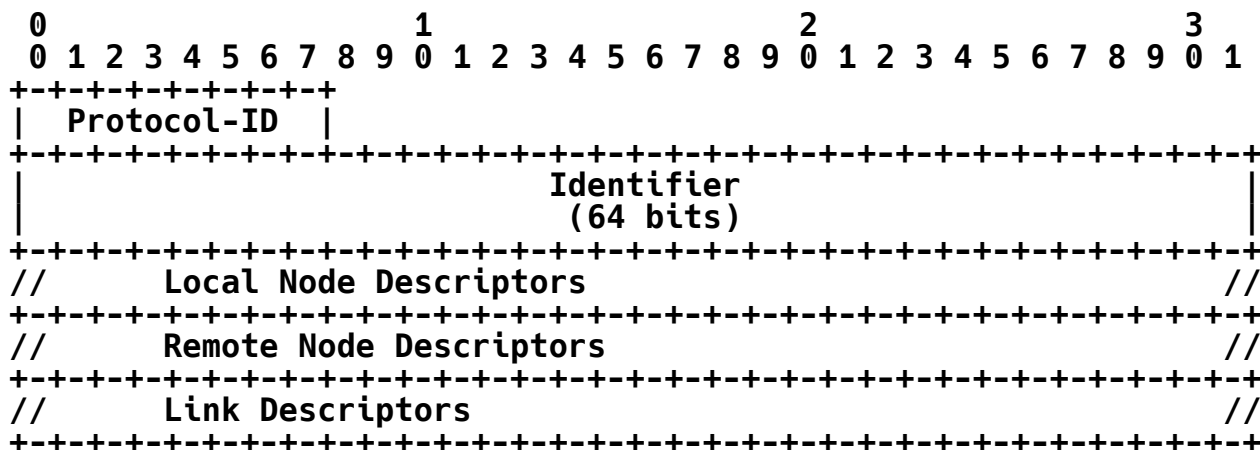 0                   1                   2                   3
 0 1 2 3 4 5 6 7 8 9 0 1 2 3 4 5 6 7 8 9 0 1 2 3 4 5 6 7 8 9 0 1
+-+-+-+-+-+-+-+-+
|  Protocol-ID  |
+-+-+-+-+-+-+-+-+-+-+-+-+-+-+-+-+-+-+-+-+-+-+-+-+-+-+-+-+-+-+-+-+
|                           Identifier                          |
|                            (64 bits)                          |
+-+-+-+-+-+-+-+-+-+-+-+-+-+-+-+-+-+-+-+-+-+-+-+-+-+-+-+-+-+-+-+-+
//      Local Node Descriptors                                 //
+-+-+-+-+-+-+-+-+-+-+-+-+-+-+-+-+-+-+-+-+-+-+-+-+-+-+-+-+-+-+-+-+
//      Remote Node Descriptors                                //
+-+-+-+-+-+-+-+-+-+-+-+-+-+-+-+-+-+-+-+-+-+-+-+-+-+-+-+-+-+-+-+-+
//      Link Descriptors                                       //
+-+-+-+-+-+-+-+-+-+-+-+-+-+-+-+-+-+-+-+-+-+-+-+-+-+-+-+-+-+-+-+-+